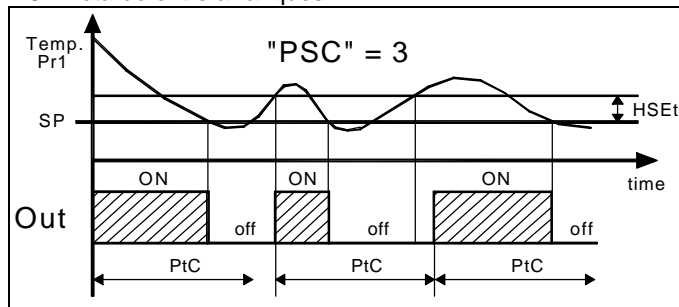 Temp.
Pr1
"PSC" = 3
HSEt
SP
time
ON
ON
ON
Out
off
off
off
PtC
PtC
PtC